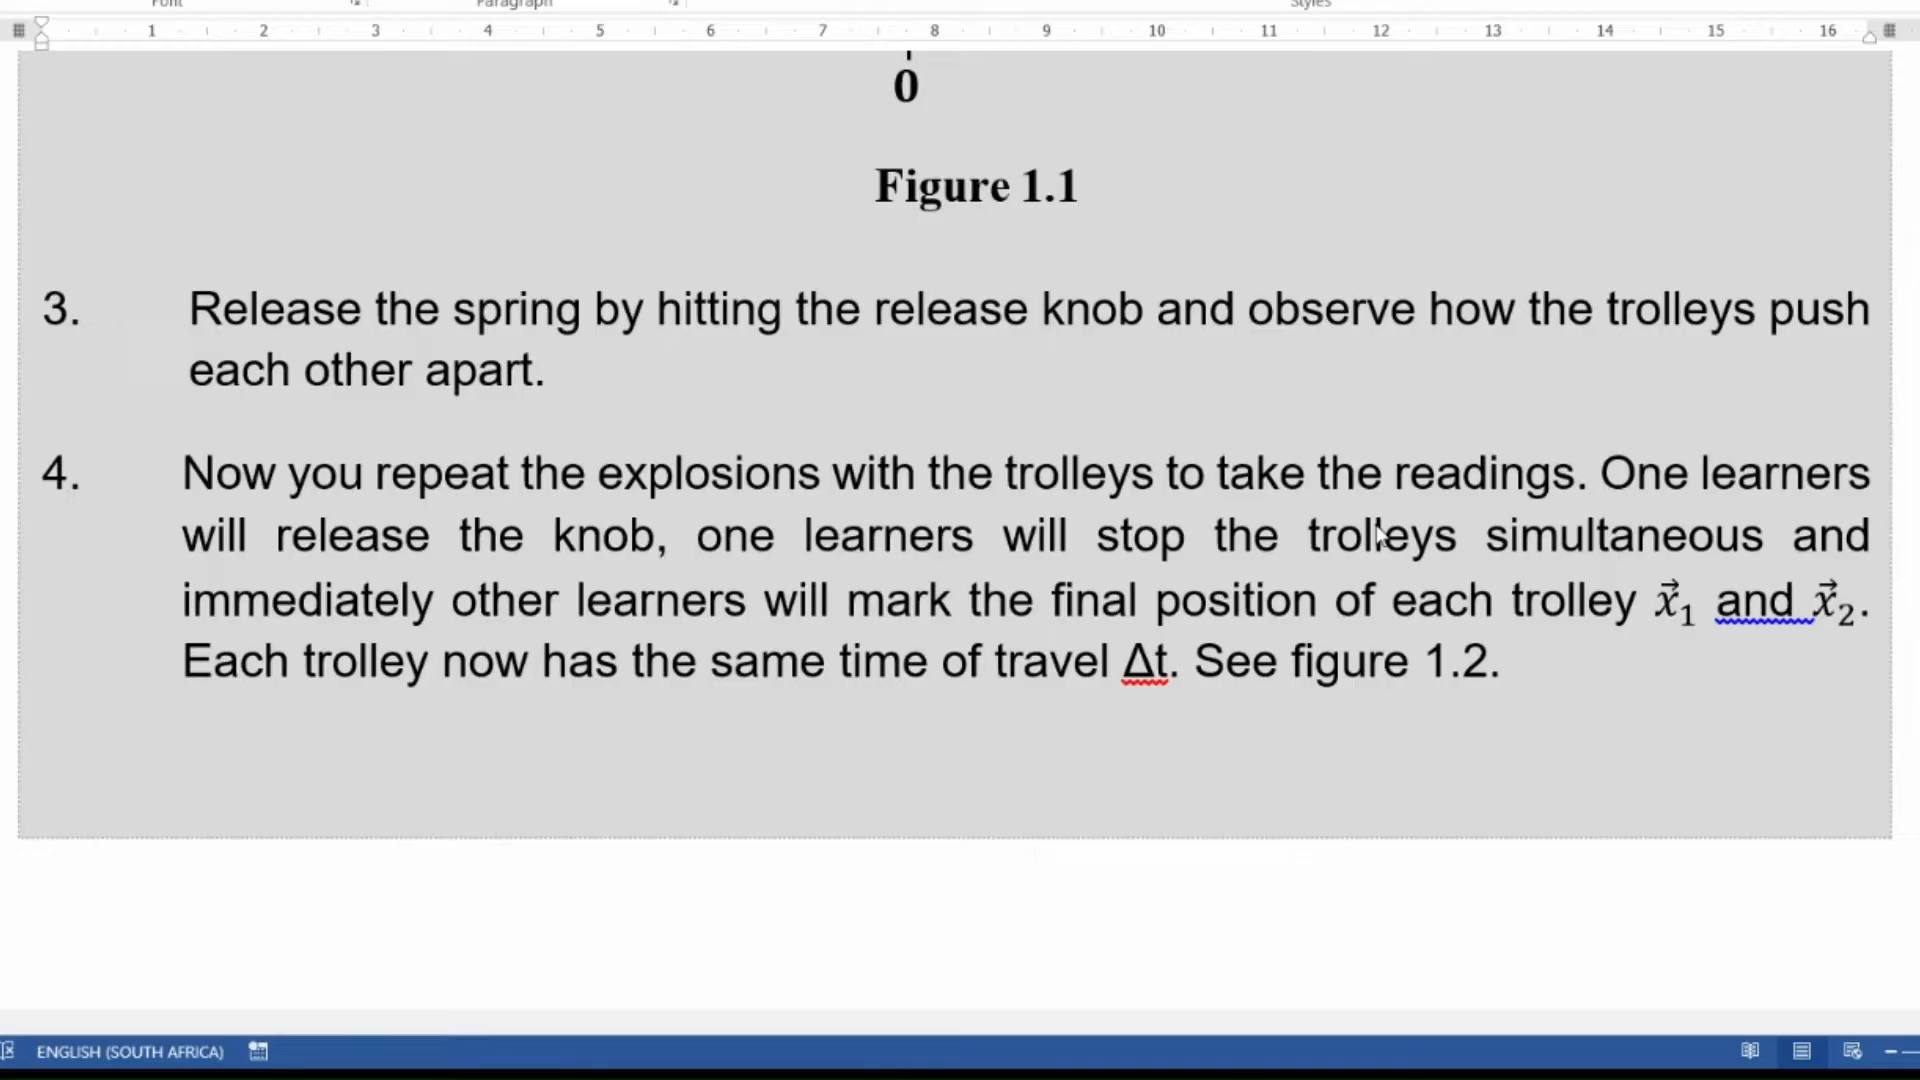 Font Paragraph Styles
1 2 3 4 5 6 7 8 9 10 11 12 13 14 15 16
0
Figure 1.1
3. Release the spring by hitting the release knob and observe how the trolleys push
each other apart.
4. Now you repeat the explosions with the trolleys to take the readings. One learners
will release the knob, one learners will stop the trolleys simultaneous and
immediately other learners will mark the final position of each trolley x⃗₁ and x⃗₂.
Each trolley now has the same time of travel Δt. See figure 1.2.
ENGLISH (SOUTH AFRICA)